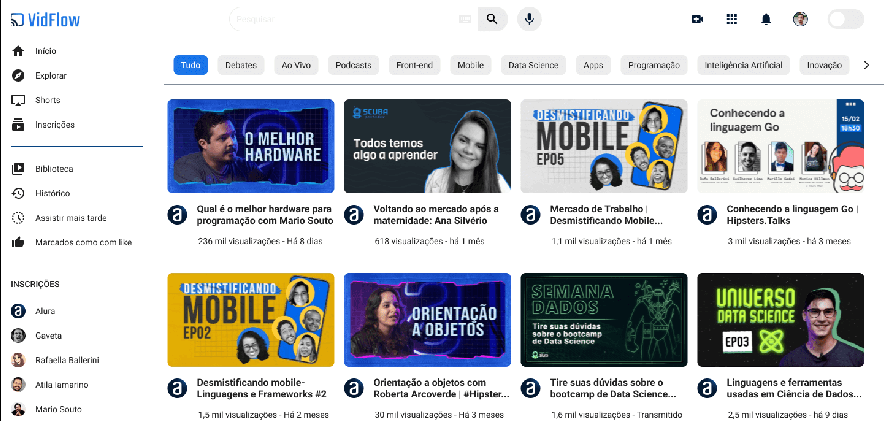 VidFlow
Pesquisar
Início
Explorar
Shorts
Inscrições
Biblioteca
Histórico
Assistir mais tarde
Marcados como com like
INSCRIÇÕES
Alura
Gaveta
Rafaella Ballerini
Atila Iamarino
Mario Souto
Tudo
Debates
Ao Vivo
Podcasts
Front-end
Mobile
Data Science
Apps
Programação
Inteligência Artificial
Inovação
O MELHOR
HARDWARE
Qual é o melhor hardware para
programação com Mario Souto
236 mil visualizações - Há 8 dias
SCUBA
Todos temos
algo a aprender
Voltando ao mercado após a
maternidade: Ana Silvério
618 visualizações - há 1 mês
DESMISTIFICANDO
MOBILE
EP05
Mercado de Trabalho |
Desmistificando Mobile...
1,1 mil visualizações - há 1 mês
Conhecendo a
linguagem Go
15/02
19h30
Conhecendo a linguagem Go |
Hipsters.Talks
3 mil visualizações - há 3 meses
DESMISTIFICANDO
MOBILE
EP02
Desmistificando mobile-
Linguagens e Frameworks #2
1,5 mil visualizações - Há 2 meses
ORIENTAÇÃO
A OBJETOS
Orientação a objetos com
Roberta Arcoverde | #Hipster...
30 mil visualizações - Há 3 meses
SEMANA
DADOS
Tire suas dúvidas sobre
o bootcamp
de Data Science
Tire suas dúvidas sobre o
bootcamp de Data Science...
1,6 mil visualizações - Transmitido
UNIVERSO
DATA SCIENCE
EP03
Linguagens e ferramentas
usadas em Ciência de Dados...
2,5 mil visualizações - há 9 dias